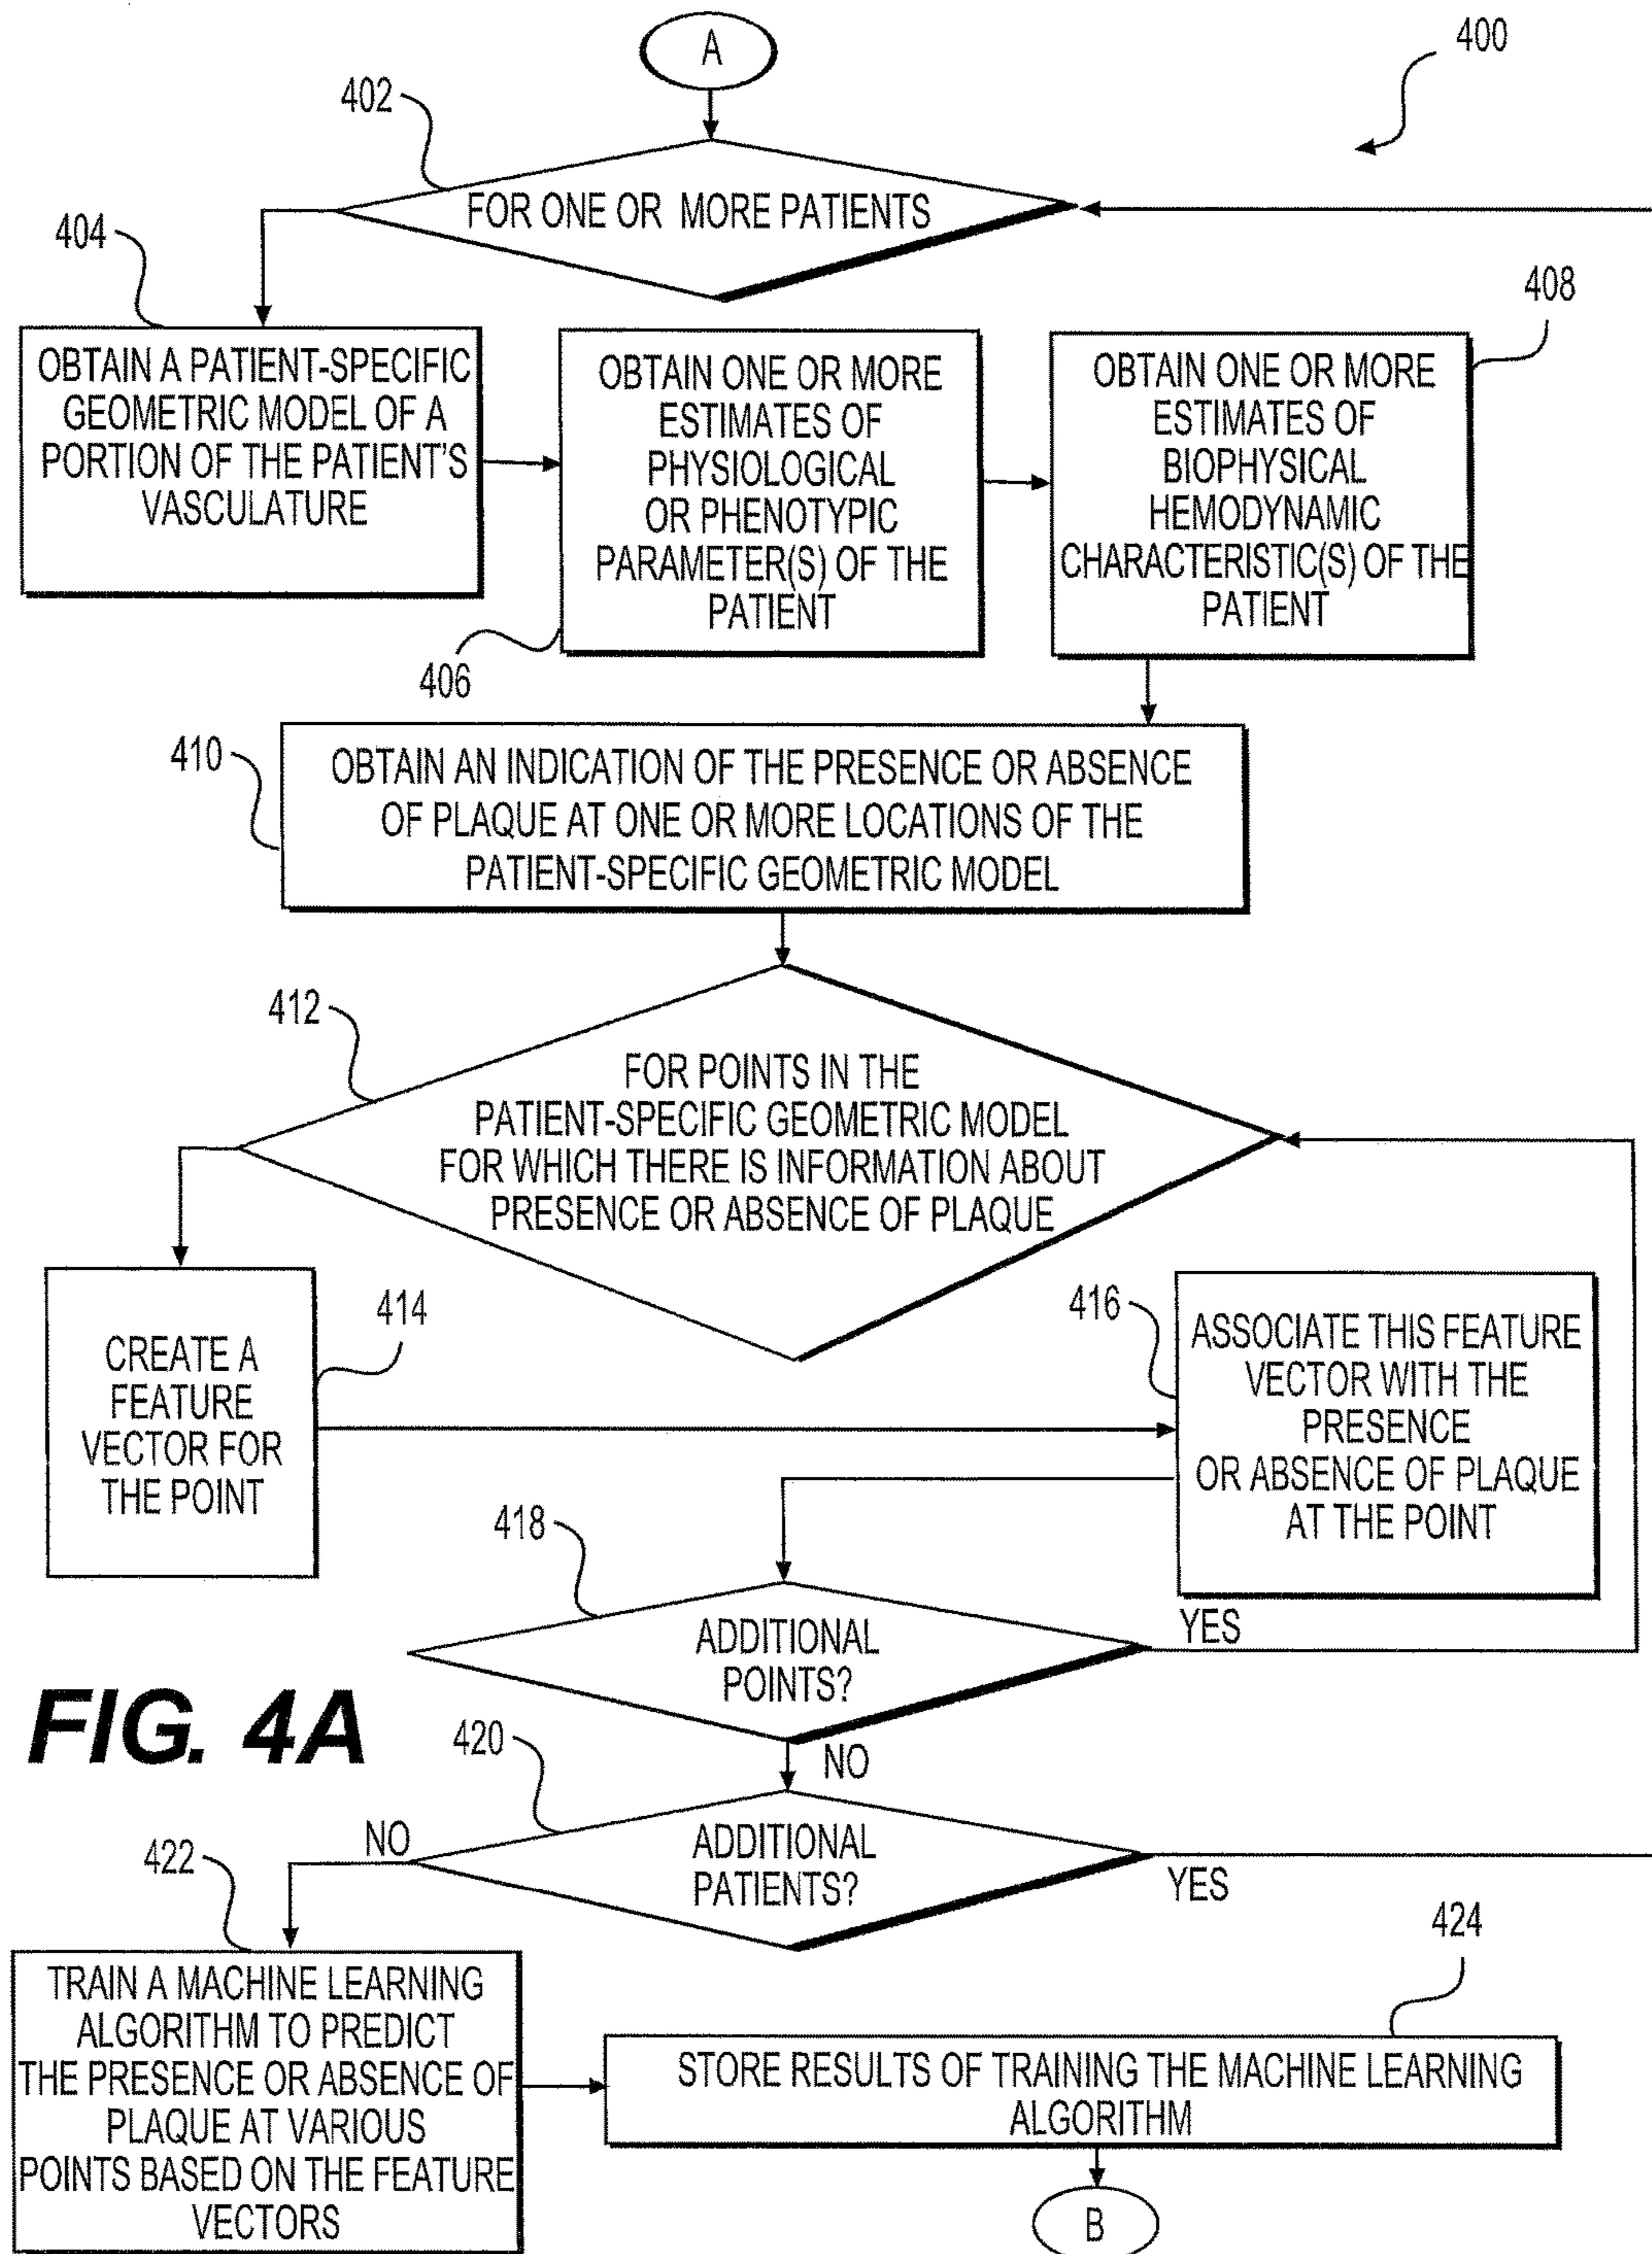 A
400
402
FOR ONE OR MORE PATIENTS
404
408
OBTAIN A PATIENT-SPECIFIC
GEOMETRIC MODEL OF A
PORTION OF THE PATIENT'S
VASCULATURE
OBTAIN ONE OR MORE
ESTIMATES OF
PHYSIOLOGICAL
OR PHENOTYPIC
PARAMETER(S) OF THE
PATIENT
406
OBTAIN ONE OR MORE
ESTIMATES OF
BIOPHYSICAL
HEMODYNAMIC
CHARACTERISTIC(S) OF THE
PATIENT
410
OBTAIN AN INDICATION OF THE PRESENCE OR ABSENCE
OF PLAQUE AT ONE OR MORE LOCATIONS OF THE
PATIENT-SPECIFIC GEOMETRIC MODEL
412
FOR POINTS IN THE
PATIENT-SPECIFIC GEOMETRIC MODEL
FOR WHICH THERE IS INFORMATION ABOUT
PRESENCE OR ABSENCE OF PLAQUE
414
CREATE A
FEATURE
VECTOR FOR
THE POINT
416
ASSOCIATE THIS FEATURE
VECTOR WITH THE
PRESENCE
OR ABSENCE OF PLAQUE
AT THE POINT
418
ADDITIONAL
POINTS?
YES
FIG. 4A
NO
420
ADDITIONAL
PATIENTS?
NO
YES
422
TRAIN A MACHINE LEARNING
ALGORITHM TO PREDICT
THE PRESENCE OR ABSENCE OF
PLAQUE AT VARIOUS
POINTS BASED ON THE FEATURE
VECTORS
424
STORE RESULTS OF TRAINING THE MACHINE LEARNING
ALGORITHM
B